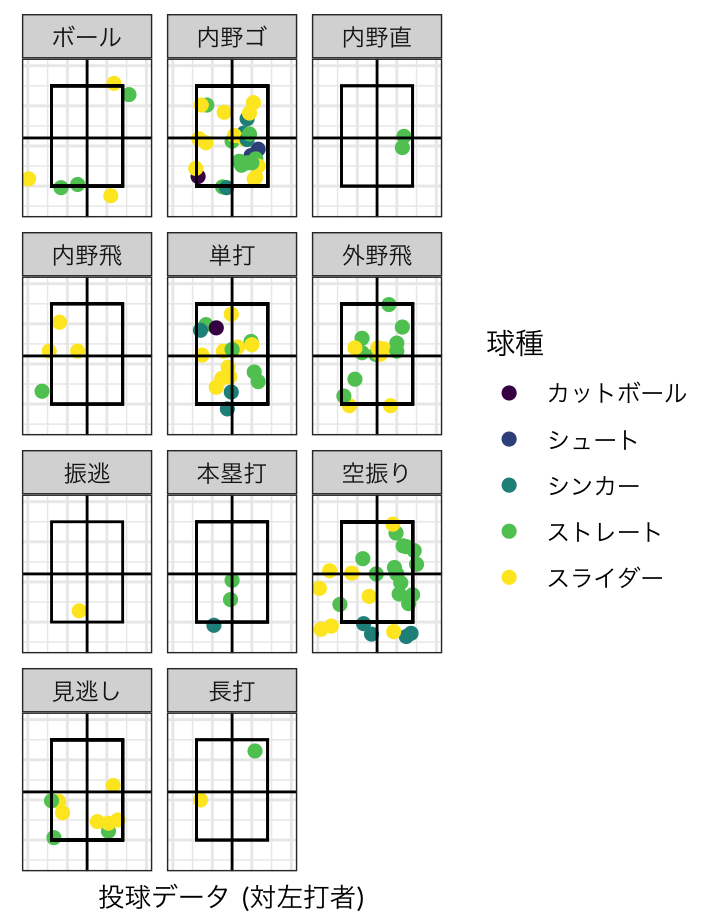 ボール
内野ゴ
内野直
内野飛
単打
外野飛
振逃
本塁打
空振り
見逃し
長打
球種
カットボール
シュート
シンカー
ストレート
スライダー
投球データ (対左打者)